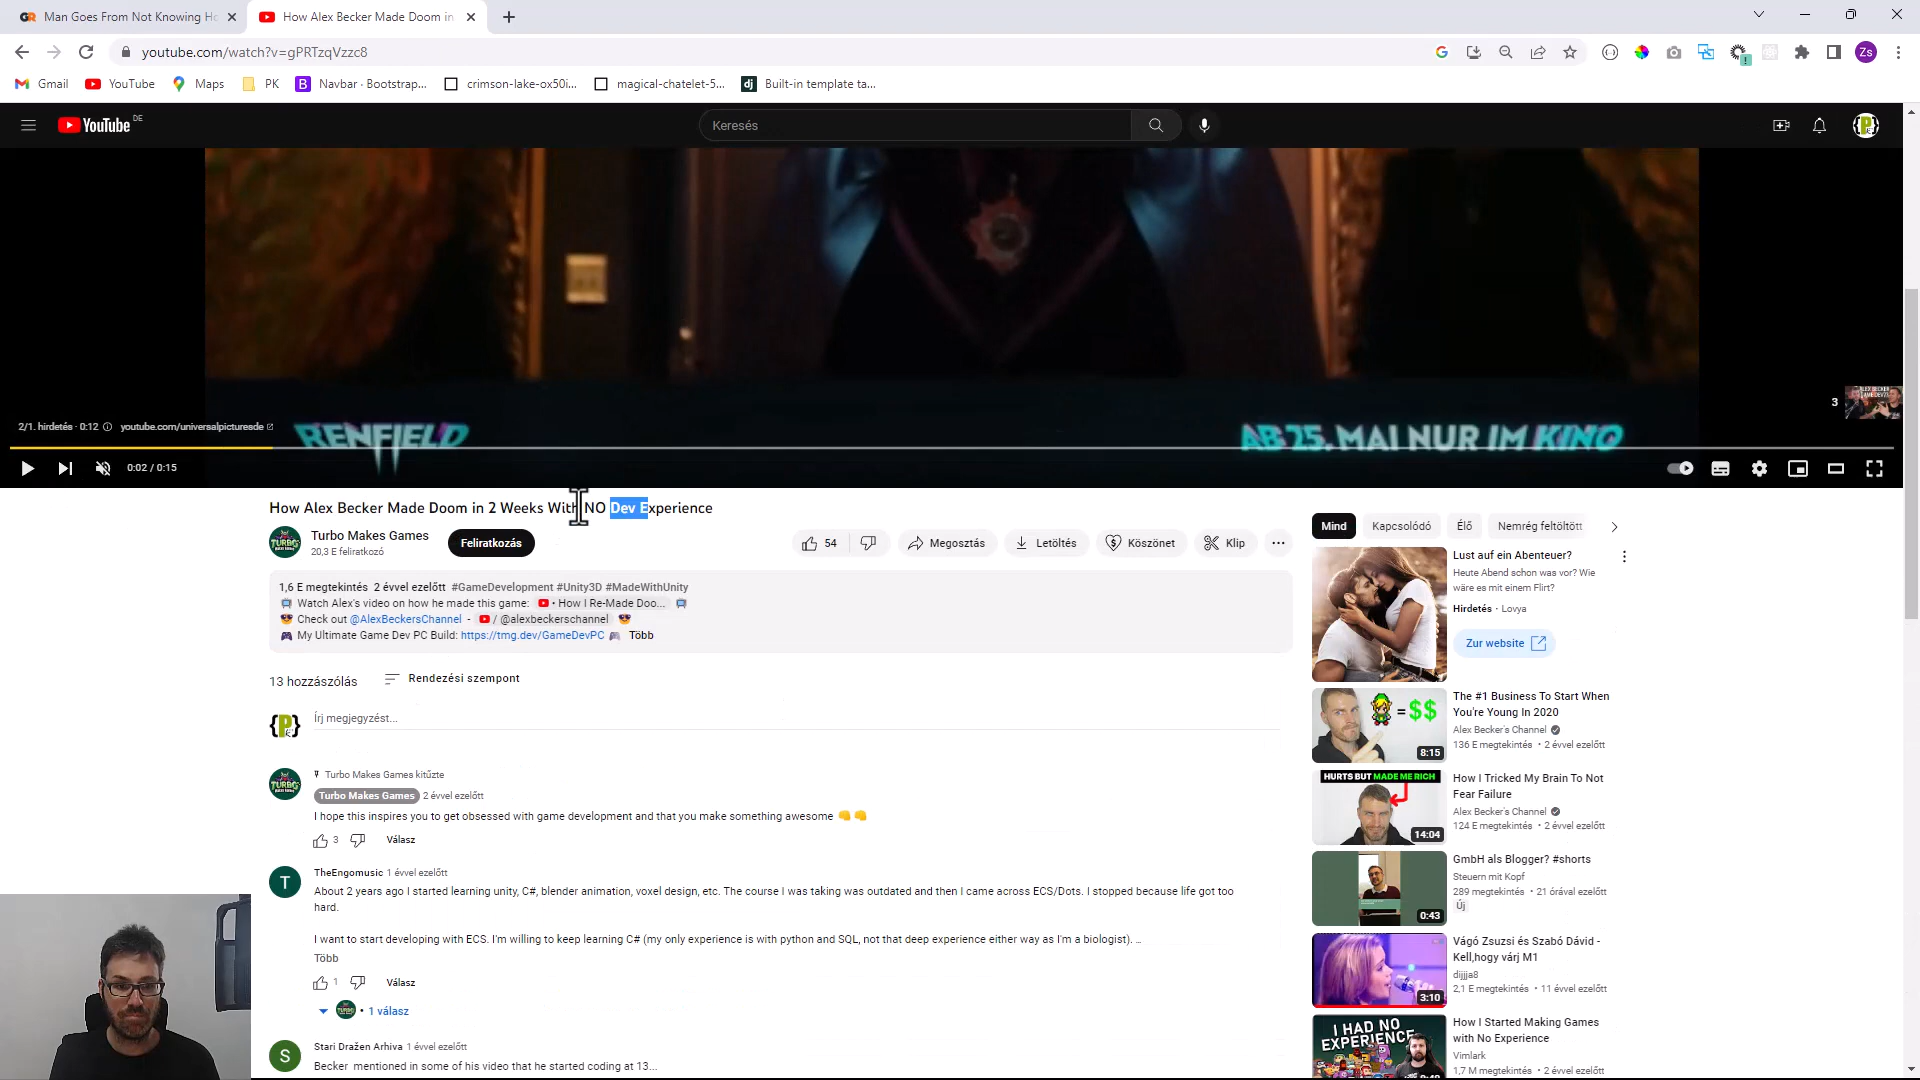 Man Goes From Not Knowing Ho
How Alex Becker Made Doom in
youtube.com/watch?v=gPRTzqVzzc8
Zs
Gmail
YouTube
Maps
PK
Navbar · Bootstrap...
crimson-lake-ox50i...
magical-chatelet-5...
Built-in template ta...
YouTube DE
Keresés
3
2/1. hirdetés · 0:12
youtube.com/universalpicturesde
RENFIELD
AB 25. MAI NUR IM KINO
0:02 / 0:15
How Alex Becker Made Doom in 2 Weeks With NO Dev Experience
Turbo Makes Games
20,3 E feliratkozó
Feliratkozás
54
Megosztás
Letöltés
Köszönet
Klip
1,6 E megtekintés 2 évvel ezelőtt #GameDevelopment #Unity3D #MadeWithUnity
Watch Alex's video on how he made this game: • How I Re-Made Doo...
Check out @AlexBeckersChannel - / @alexbeckerschannel
My Ultimate Game Dev PC Build: https://tmg.dev/GameDevPC Több
13 hozzászólás
Rendezési szempont
Írj megjegyzést...
Turbo Makes Games kitűzte
Turbo Makes Games 2 évvel ezelőtt
I hope this inspires you to get obsessed with game development and that you make something awesome
3
Válasz
T
TheEngomusic 1 évvel ezelőtt
About 2 years ago I started learning unity, C#, blender animation, voxel design, etc. The course I was taking was outdated and then I came across ECS/Dots. I stopped because life got too
hard.
I want to start developing with ECS. I'm willing to keep learning C# (my only experience is with python and SQL, not that deep experience either way as I'm a biologist). ...
Több
1
Válasz
• 1 válasz
S
Stari Dražen Arhiva 1 évvel ezelőtt
Becker mentioned in some of his video that he started coding at 13...
Mind
Kapcsolódó
Élő
Nemrég feltöltött
Lust auf ein Abenteuer?
Heute Abend schon was vor? Wie
wäre es mit einem Flirt?
Hirdetés · Lovya
Zur website
= $$
8:15
The #1 Business To Start When
You're Young In 2020
Alex Becker's Channel
136 E megtekintés • 2 évvel ezelőtt
HURTS BUT MADE ME RICH
14:04
How I Tricked My Brain To Not
Fear Failure
Alex Becker's Channel
124 E megtekintés • 2 évvel ezelőtt
0:43
GmbH als Blogger? #shorts
Steuern mit Kopf
289 megtekintés • 21 órával ezelőtt
Új
3:10
Vágó Zsuzsi és Szabó Dávid -
Kell,hogy várj M1
dijjja8
2,1 E megtekintés • 11 évvel ezelőtt
I HAD NO
EXPERIENCE
How I Started Making Games
with No Experience
Vimlark
1,7 M megtekintés • 2 évvel ezelőtt